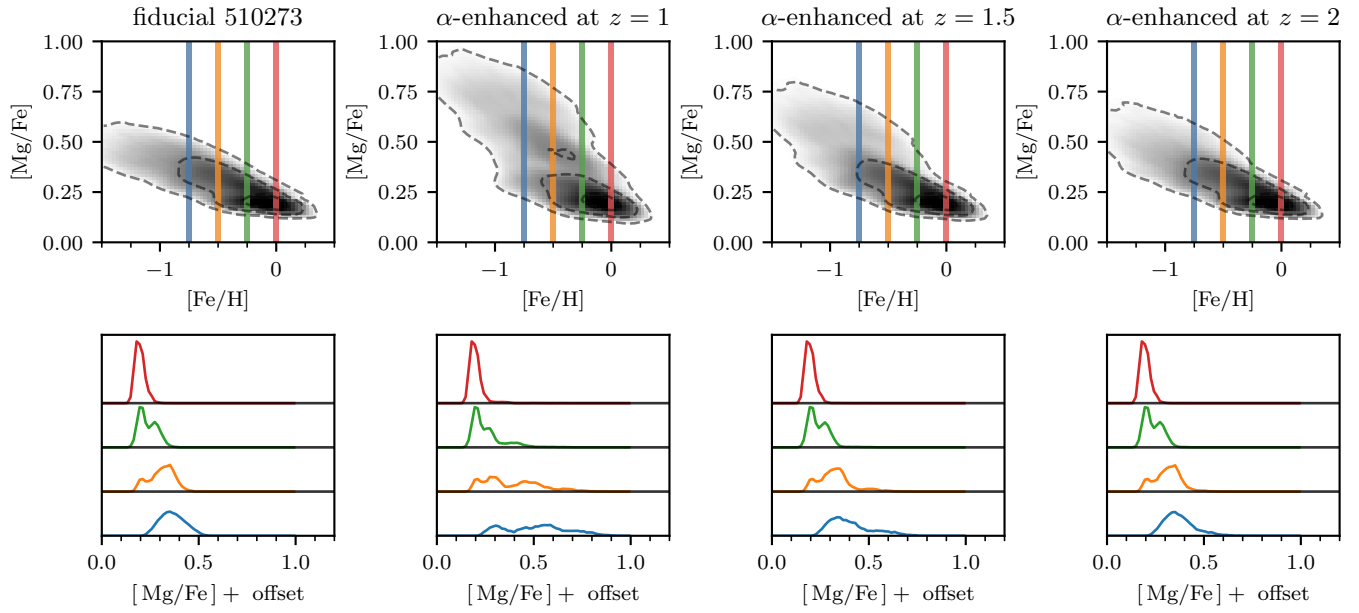 fiducial 510273
α-enhanced at z = 1
α-enhanced at z = 1.5
α-enhanced at z = 2
1.00 1.00 1.00 1.00
0.75 0.75 0.75 0.75
[Mg/Fe] [Mg/Fe] [Mg/Fe] [Mg/Fe]
0.50 0.50 0.50 0.50
0.25 0.25 0.25 0.25
0.00 0.00 0.00 0.00
−1 0 −1 0 −1 0 −1 0
[Fe/H] [Fe/H] [Fe/H] [Fe/H]
0.0 0.5 1.0 0.0 0.5 1.0 0.0 0.5 1.0 0.0 0.5 1.0
[Mg/Fe] + offset [Mg/Fe] + offset [Mg/Fe] + offset [Mg/Fe] + offset